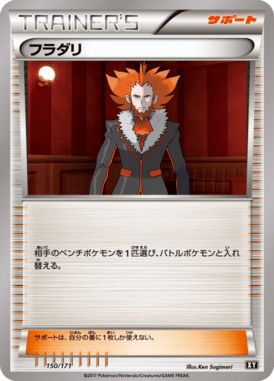 TRAINER'S
サポート
フラダリ
相手のベンチポケモンを1匹選び、バトルポケモンと入れ
替える。
サポートは、自分の番に1枚しか使えない。
150/171
Illus.Ken Sugimori
XY
©2017 Pokémon/Nintendo/Creatures/GAME FREAK.